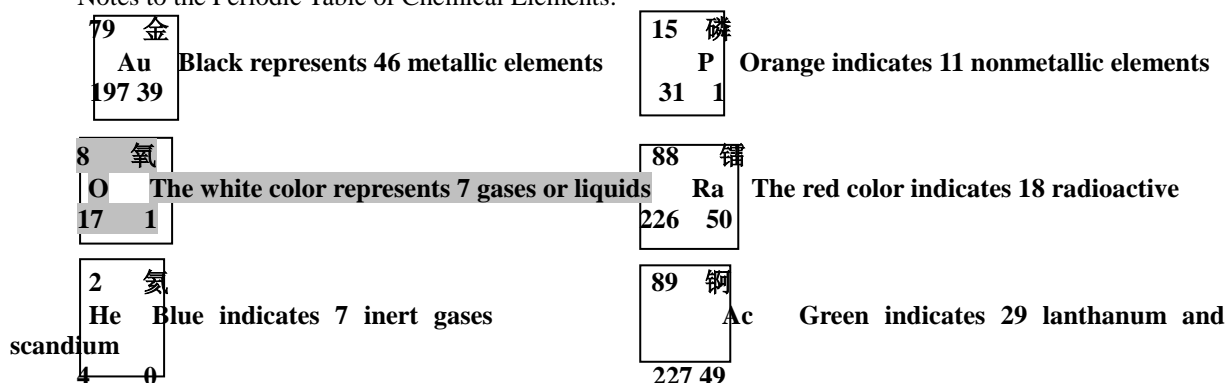 Notes to the Periodic Table of Chemical Elements:
79 金
Au Black represents 46 metallic elements
197 39
15 磷
P Orange indicates 11 nonmetallic elements
31 1
8 氧
O The white color represents 7 gases or liquids
17 1
88 镭
Ra The red color indicates 18 radioactive
226 50
2 氦
He Blue indicates 7 inert gases
4 0
89 锕
Ac Green indicates 29 lanthanum and
scandium
227 49